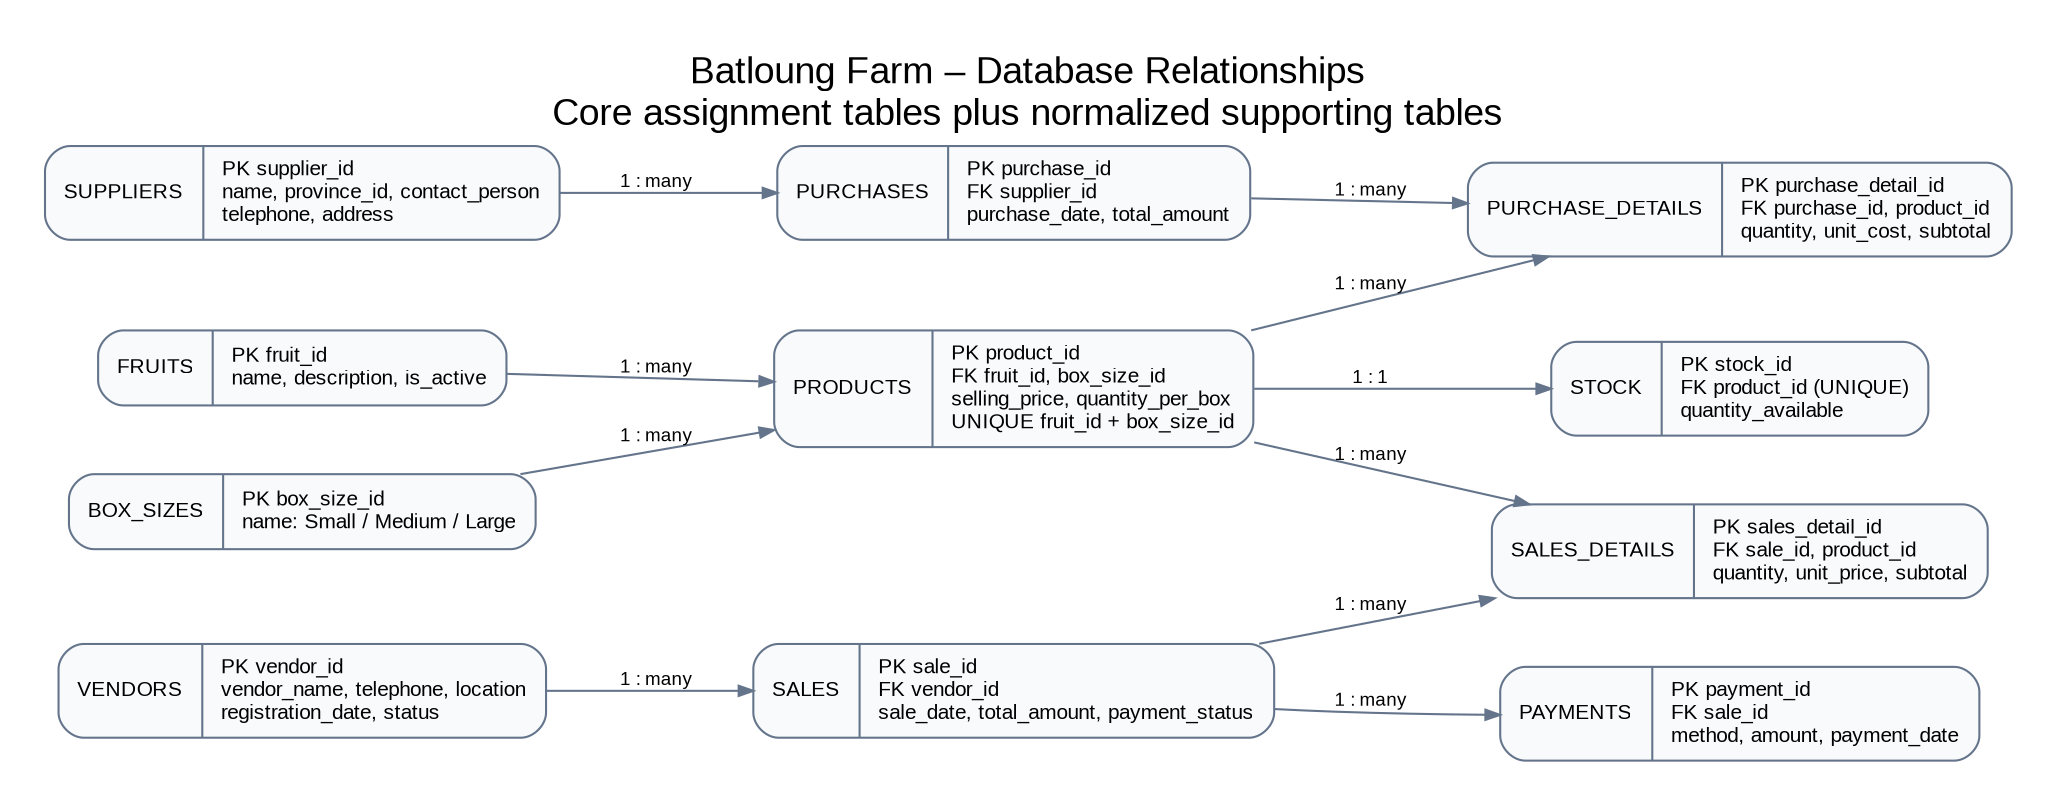 Batloung Farm – Database Relationships
Core assignment tables plus normalized supporting tables
SUPPLIERS
PK supplier_id
name, province_id, contact_person
telephone, address
1 : many
PURCHASES
PK purchase_id
FK supplier_id
purchase_date, total_amount
1 : many
PURCHASE_DETAILS
PK purchase_detail_id
FK purchase_id, product_id
quantity, unit_cost, subtotal
1 : many
FRUITS
PK fruit_id
name, description, is_active
1 : many
PRODUCTS
PK product_id
FK fruit_id, box_size_id
selling_price, quantity_per_box
UNIQUE fruit_id + box_size_id
1 : 1
STOCK
PK stock_id
FK product_id (UNIQUE)
quantity_available
1 : many
1 : many
BOX_SIZES
PK box_size_id
name: Small / Medium / Large
SALES_DETAILS
PK sales_detail_id
FK sale_id, product_id
quantity, unit_price, subtotal
1 : many
VENDORS
PK vendor_id
vendor_name, telephone, location
registration_date, status
1 : many
SALES
PK sale_id
FK vendor_id
sale_date, total_amount, payment_status
1 : many
PAYMENTS
PK payment_id
FK sale_id
method, amount, payment_date